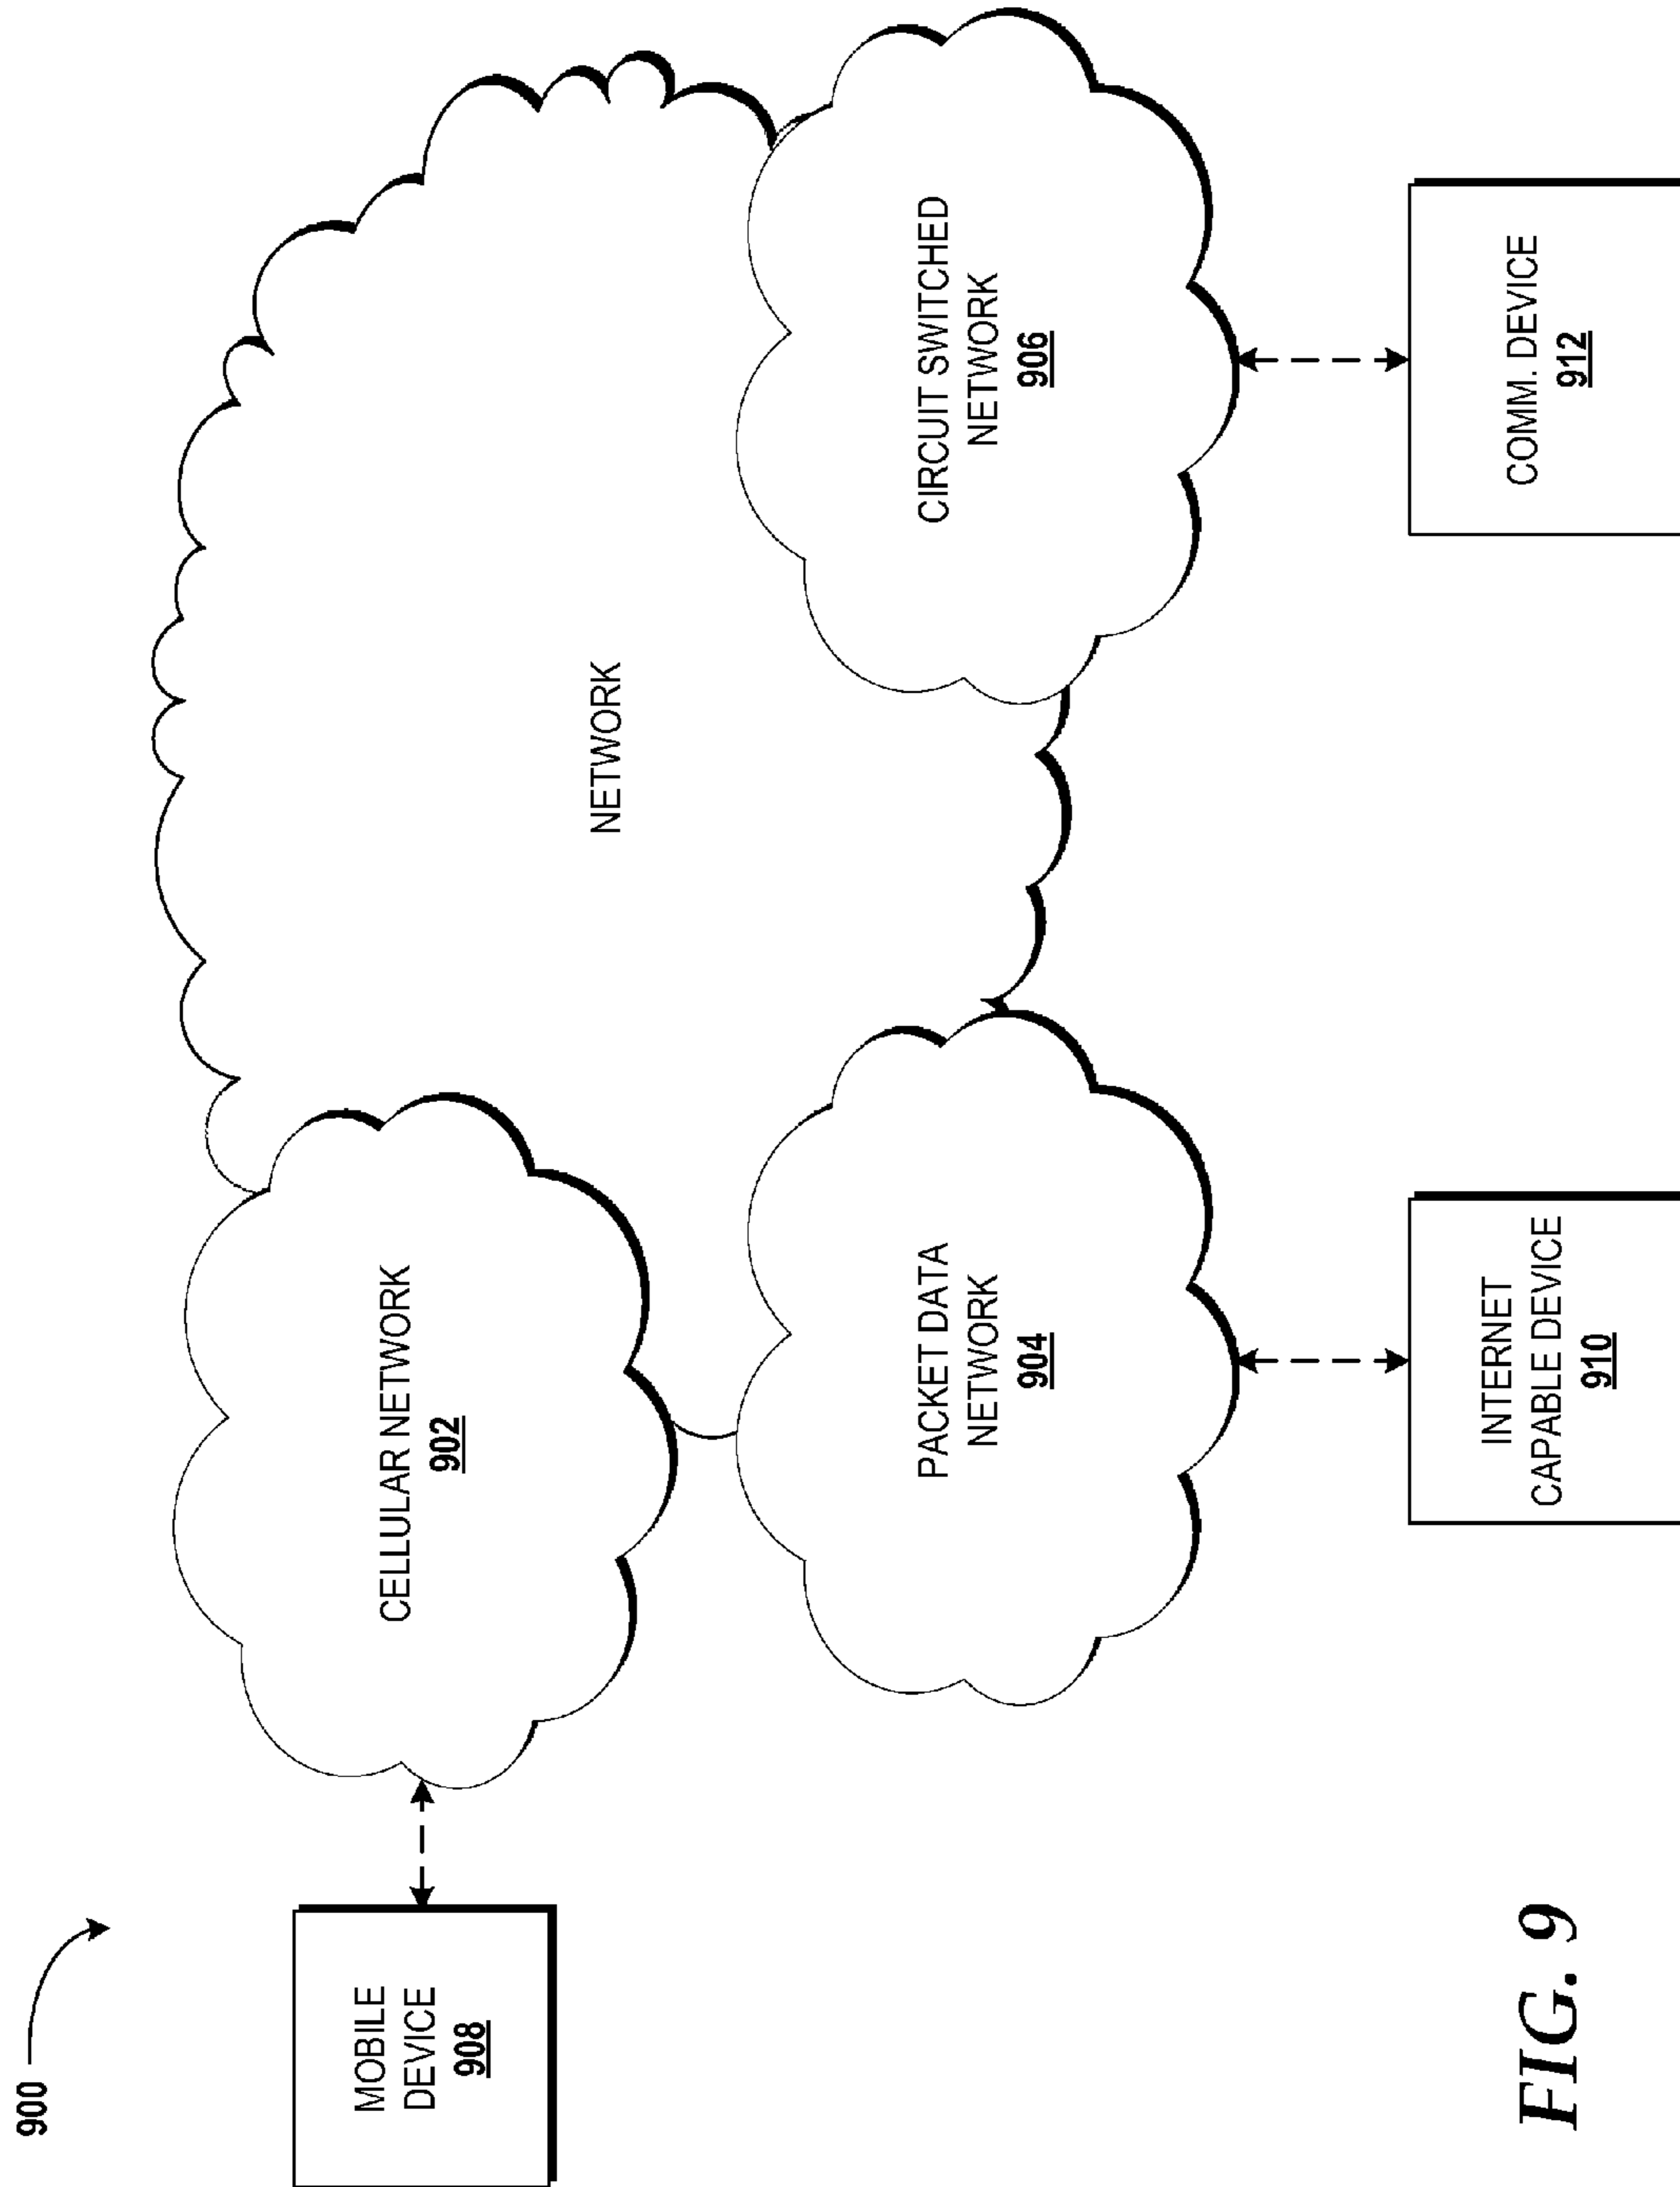 900
MOBILE
DEVICE
908
CELLULAR NETWORK
902
NETWORK
PACKET DATA
NETWORK
904
CIRCUIT SWITCHED
NETWORK
906
INTERNET
CAPABLE DEVICE
910
COMM. DEVICE
912
FIG. 9